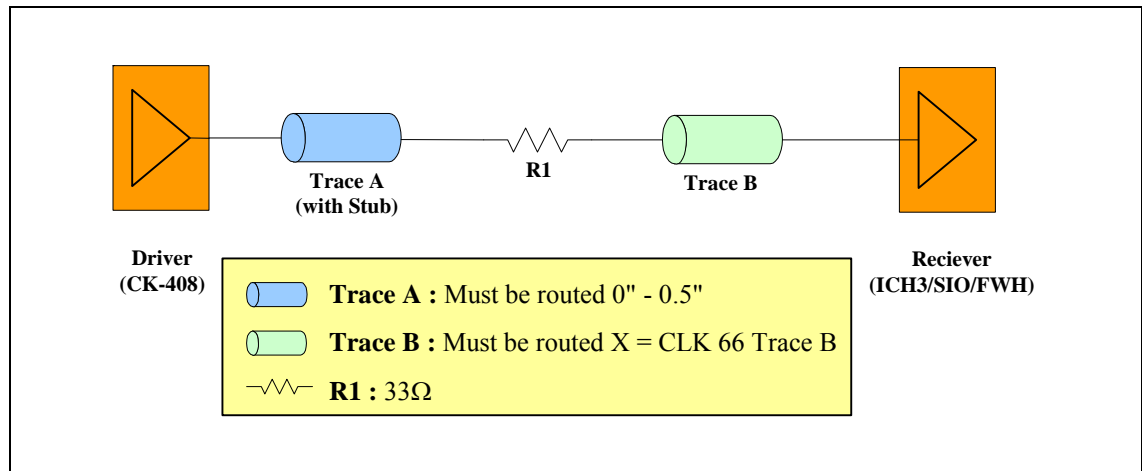 R1
Trace A
(with Stub)
Trace B
Driver
(CK-408)
Reciever
(ICH3/SIO/FWH)
Trace A : Must be routed 0" - 0.5"
Trace B : Must be routed X = CLK 66 Trace B
R1 : 33Ω